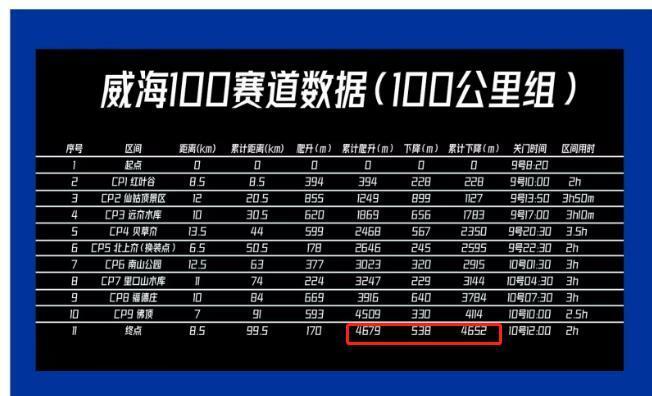 威海100赛道数据(100公里组)
序号 区间 距离(km) 累计距离(km) 爬升(m) 累计爬升(m) 下降(m) 累计下降(m) 关门时间 区间用时
1 起点 0 0 0 0 0 0 9号8:20
2 CP1 红叶谷 8.5 8.5 394 394 228 228 9号10:00 2h
3 CP2 仙姑顶景区 12 20.5 855 1249 899 1127 9号13:50 3h50m
4 CP3 远夼水库 10 30.5 620 1869 656 1783 9号17:00 3h10m
5 CP4 贝草夼 13.5 44 599 2468 567 2350 9号20:30 3.5h
6 CP5 北上夼(换装点) 6.5 50.5 178 2646 245 2595 9号22:30 2h
7 CP6 南山公园 12.5 63 377 3023 320 2915 10号01:30 3h
8 CP7 里口山水库 11 74 224 3247 229 3144 10号04:30 3h
9 CP8 福德庄 10 84 669 3916 640 3784 10号07:30 3h
10 CP9 佛顶 7 91 593 4509 330 4114 10号10:00 2.5h
11 终点 8.5 99.5 170 4679 538 4652 10号12:00 2h